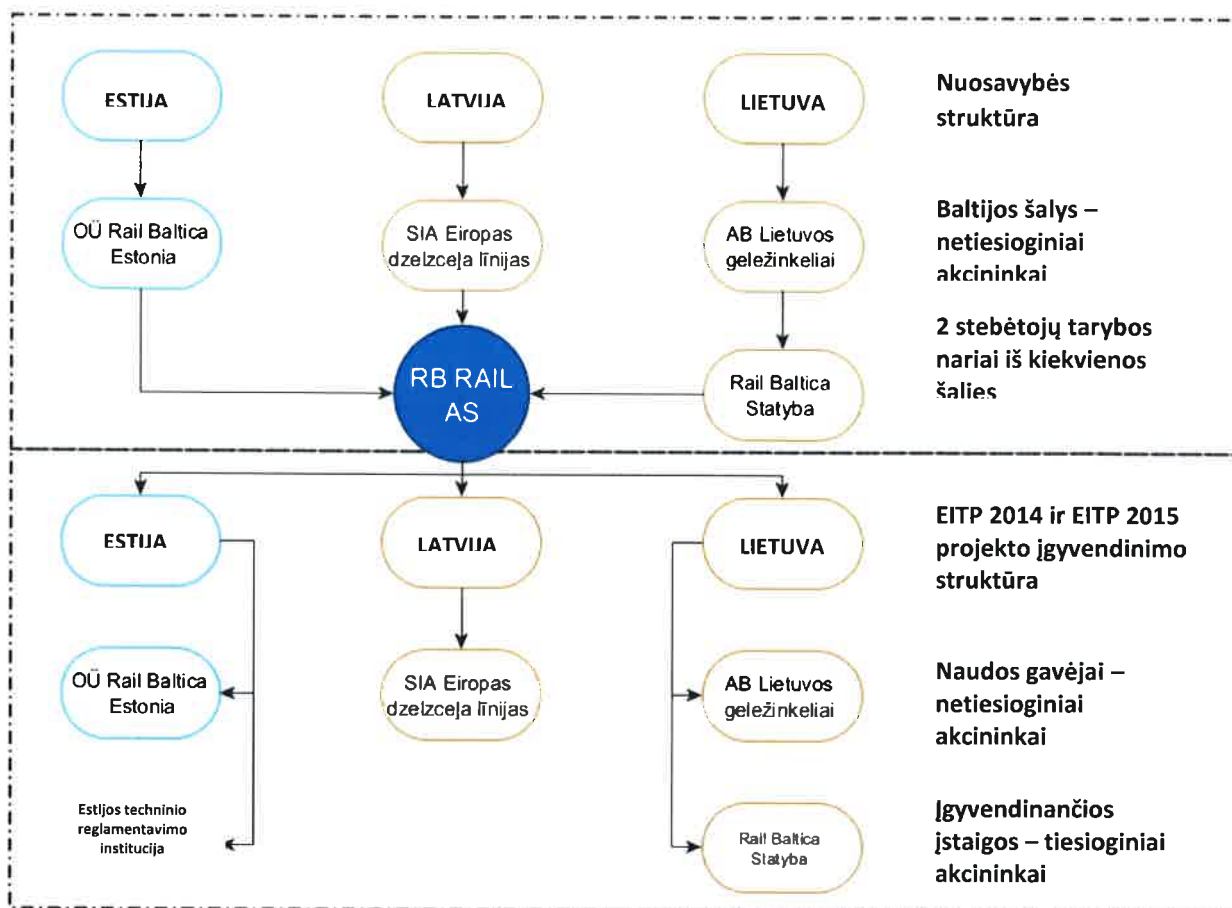 ESTIJA
LATVIJA
LIETUVA
Nuosavybės
struktūra
OÜ Rail Baltica
Estonia
SIA Eiropas
dzelzceļa līnijas
AB Lietuvos
geležinkeliai
Baltijos šalys –
netiesioginiai
akcininkai
RB RAIL
AS
Rail Baltica
Statyba
2 stebėtojų tarybos
nariai iš kiekvienos
šalies
ESTIJA
LATVIJA
LIETUVA
EITP 2014 ir EITP 2015
projekto įgyvendinimo
struktūra
OÜ Rail Baltica
Estonia
SIA Eiropas
dzelzceļa līnijas
AB Lietuvos
geležinkeliai
Naudos gavėjai –
netiesioginiai
akcininkai
Estijos techninio
reglamentavimo
institucija
Rail Baltica
Statyba
Įgyvendinančios
įstaigos – tiesioginiai
akcininkai